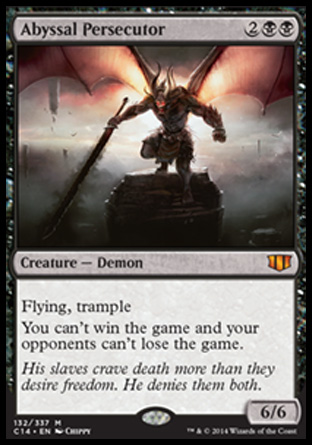 Abyssal Persecutor 2
Creature — Demon
Flying, trample
You can't win the game and your
opponents can't lose the game.
His slaves crave death more than they
desire freedom. He denies them both.
6/6
132/337 M
C14 • EN CHIPPY
™ & © 2014 Wizards of the Coast